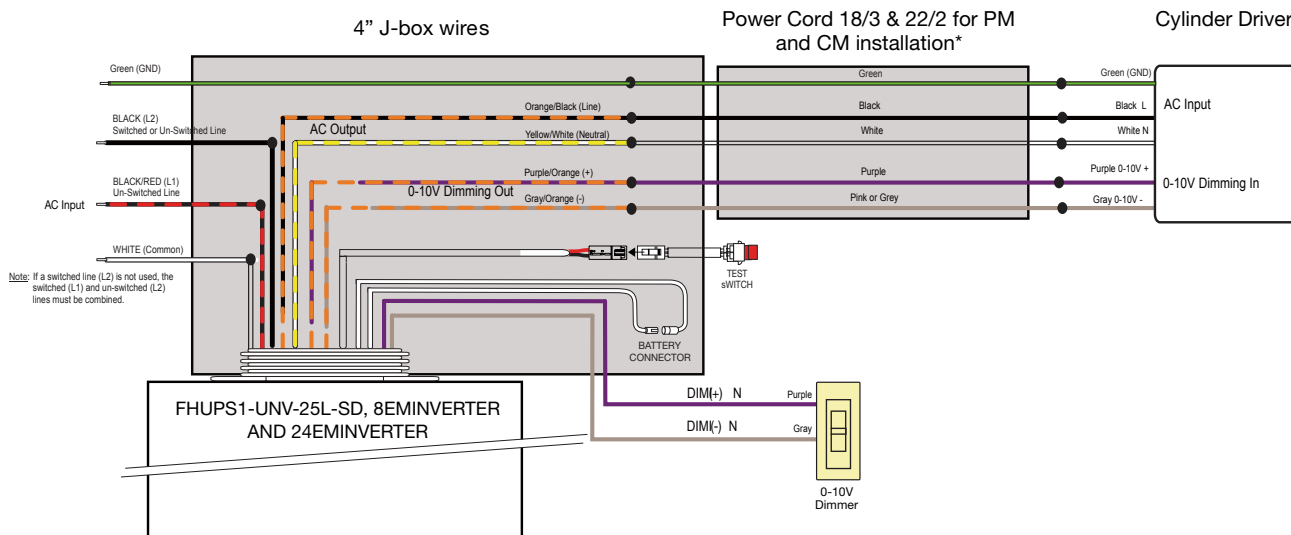 4” J-box wires
Power Cord 18/3 & 22/2 for PM
and CM installation*
Cylinder Driver
Green (GND)
Green
Green (GND)
BLACK (L2)
Switched or Un-Switched Line
Orange/Black (Line)
Black
Black L
AC Input
AC Output
Yellow/White (Neutral)
White
White N
BLACK/RED (L1)
Un-Switched Line
Purple/Orange (+)
Purple
Purple 0-10V +
0-10V Dimming Out
0-10V Dimming In
AC Input
Gray/Orange (-)
Pink or Grey
Gray 0-10V -
WHITE (Common)
Note: If a switched line (L2) is not used, the
switched (L1) and un-switched (L2)
lines must be combined.
TEST
sWITCH
BATTERY
CONNECTOR
FHUPS1-UNV-25L-SD, 8EMINVERTER
AND 24EMINVERTER
DIM(+) N
Purple
DIM(-) N
Gray
0-10V
Dimmer